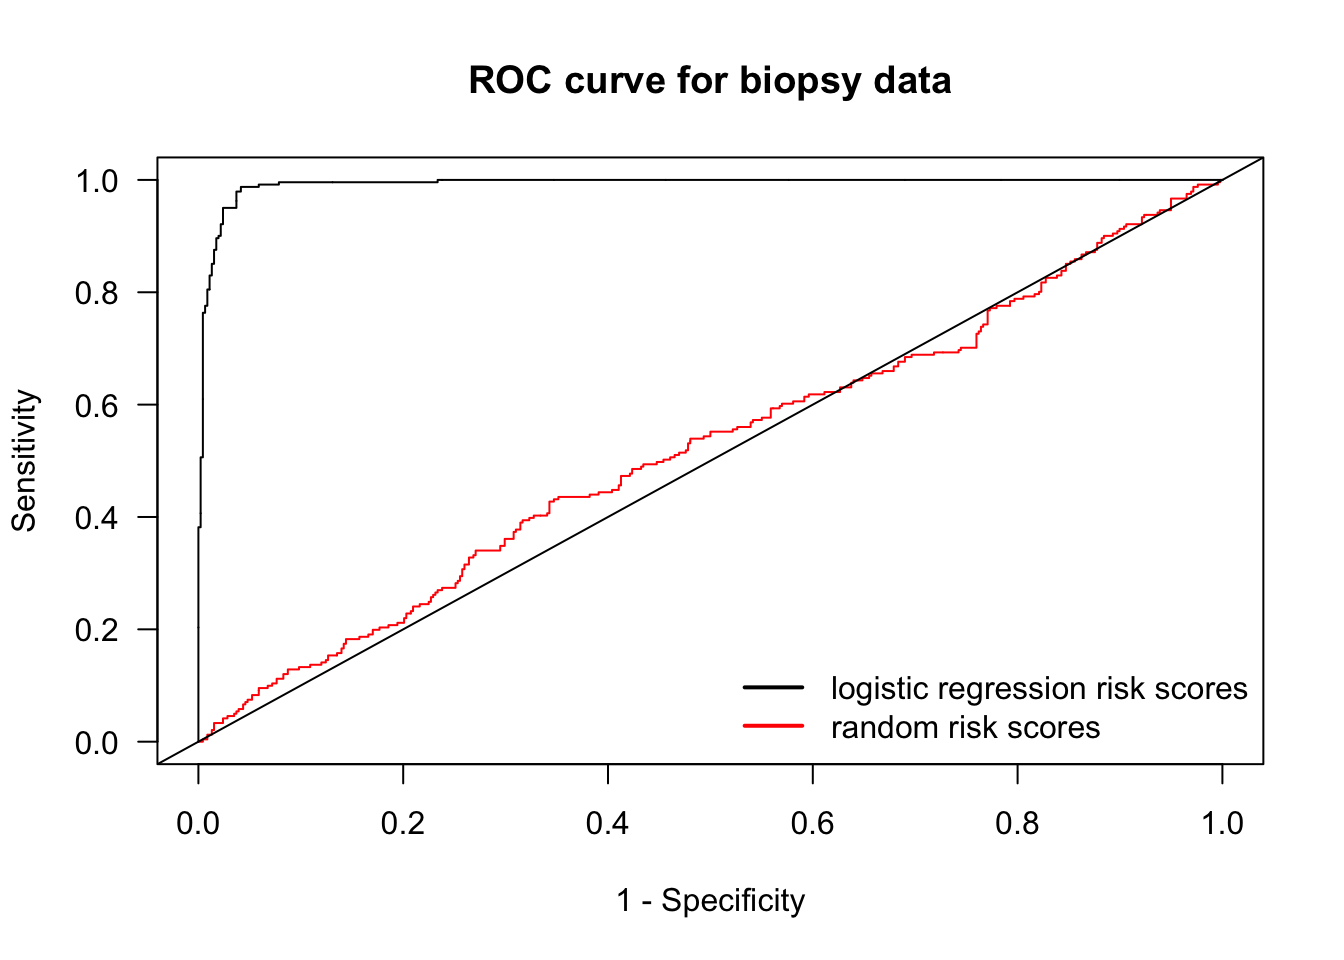 ROC curve for biopsy data
1.0
0.8
0.6
0.4
0.2
0.0
Sensitivity
logistic regression risk scores
random risk scores
0.0 0.2 0.4 0.6 0.8 1.0
1 - Specificity